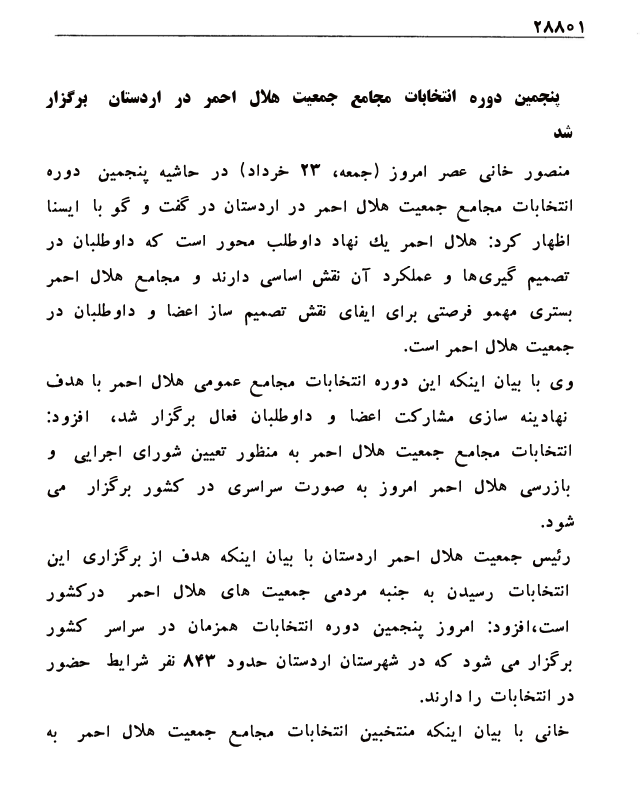 ۲۸۸۰۱
پنجمین دوره انتخابات مجامع جمعیت هلال احمر در اردستان برگزار
شد
منصور خانی عصر امروز (جمعه، ۲۳ خرداد) در حاشیه پنجمین دوره
انتخابات مجامع جمعیت هلال احمر در اردستان در گفت و گو با ایسنا
اظهار کرد: هلال احمر یك نهاد داوطلب محور است که داوطلبان در
تصمیم گیری‌ها و عملکرد آن نقش اساسی دارند و مجامع هلال احمر
بستری مهمو فرصتی برای ایفای نقش تصمیم ساز اعضا و داوطلبان در
جمعیت هلال احمر است.
وی با بیان اینکه این دوره انتخابات مجامع عمومی هلال احمر با هدف
نهادینه سازی مشارکت اعضا و داوطلبان فعال برگزار شد، افزود:
انتخابات مجامع جمعیت هلال احمر به منظور تعیین شورای اجرایی و
بازرسی هلال احمر امروز به صورت سراسری در کشور برگزار می
شود.
رئیس جمعیت هلال احمر اردستان با بیان اینکه هدف از برگزاری این
انتخابات رسیدن به جنبه مردمی جمعیت های هلال احمر درکشور
است،افزود: امروز پنجمین دوره انتخابات همزمان در سراسر کشور
برگزار می شود که در شهرستان اردستان حدود ۸۴۳ نفر شرایط حضور
در انتخابات را دارند.
خانی با بیان اینکه منتخبین انتخابات مجامع جمعیت هلال احمر به